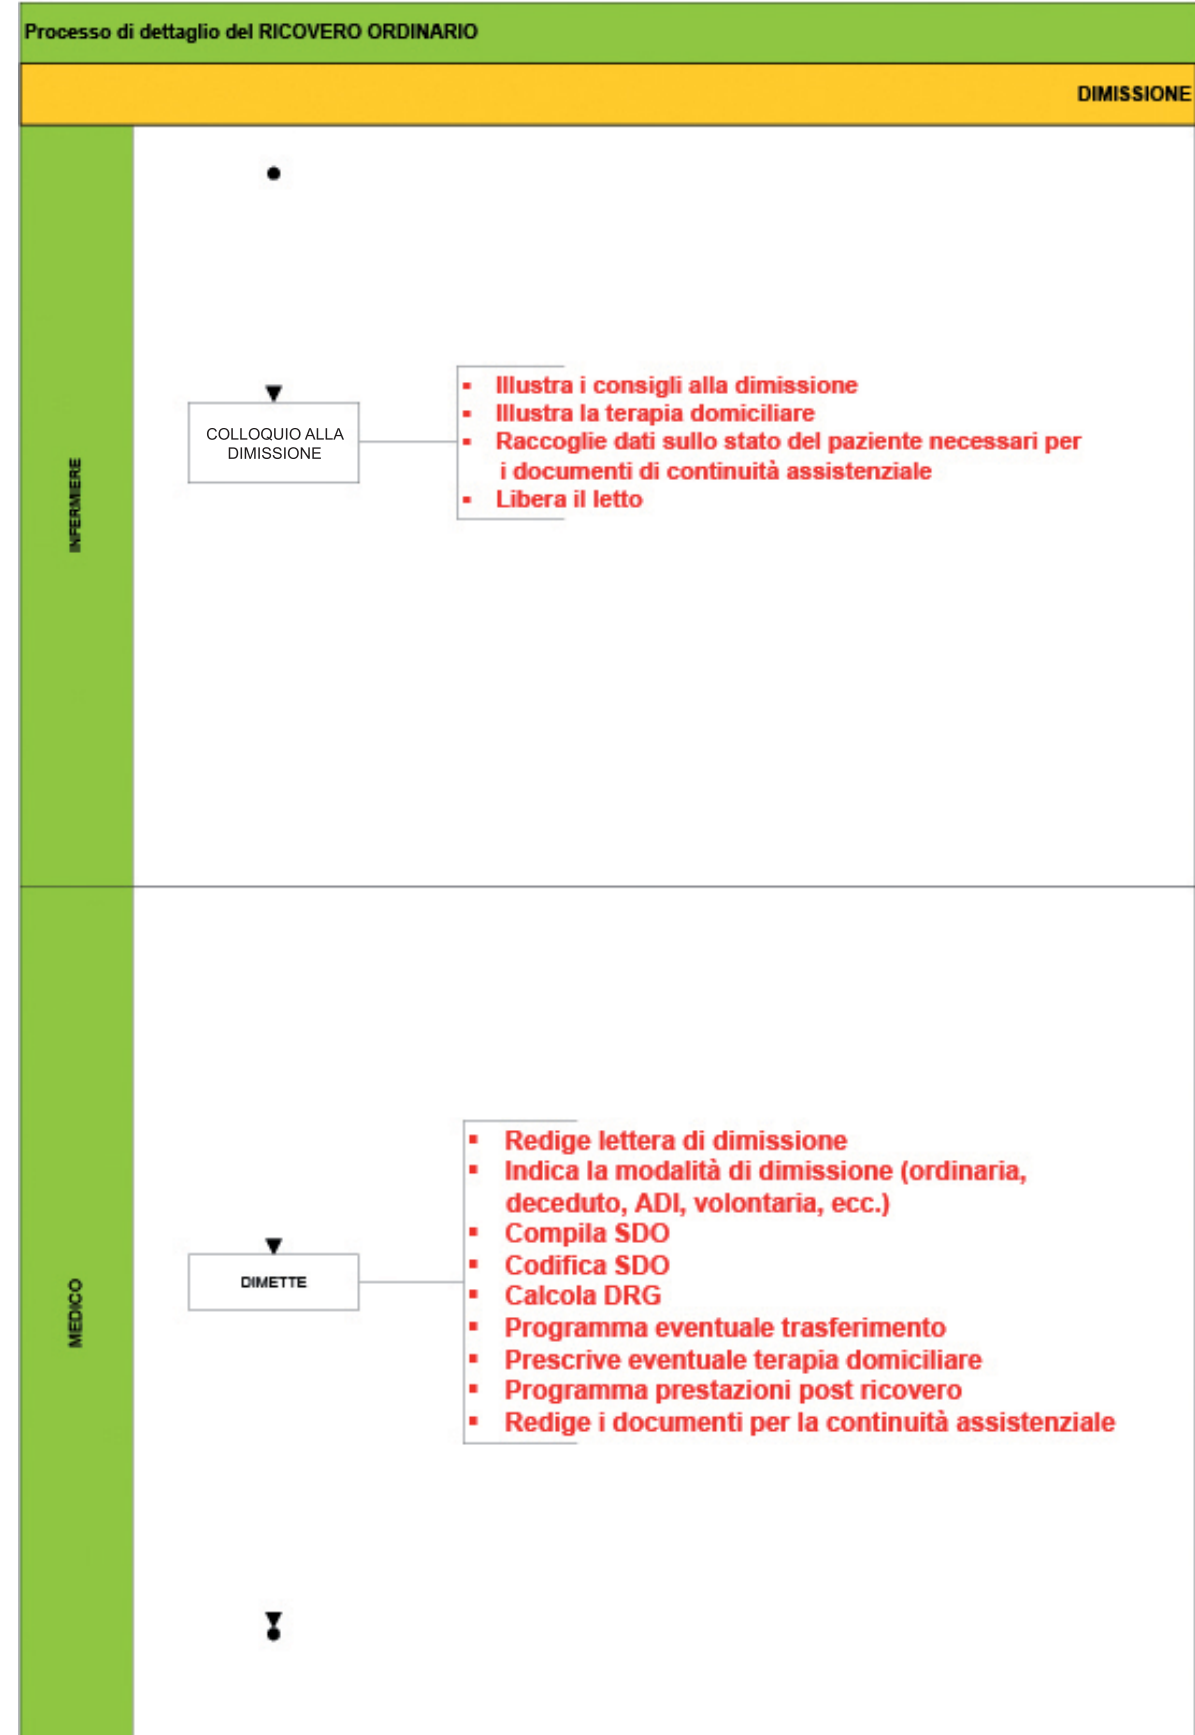 Processo di dettaglio del RICOVERO ORDINARIO
DIMISSIONE
INFERMIERE
COLLOQUIO ALLA
DIMISSIONE
▪ Illustra i consigli alla dimissione
▪ Illustra la terapia domiciliare
▪ Raccoglie dati sullo stato del paziente necessari per
i documenti di continuità assistenziale
▪ Libera il letto
MEDICO
DIMETTE
▪ Redige lettera di dimissione
▪ Indica la modalità di dimissione (ordinaria,
deceduto, ADI, volontaria, ecc.)
▪ Compila SDO
▪ Codifica SDO
▪ Calcola DRG
▪ Programma eventuale trasferimento
▪ Prescrive eventuale terapia domiciliare
▪ Programma prestazioni post ricovero
▪ Redige i documenti per la continuità assistenziale